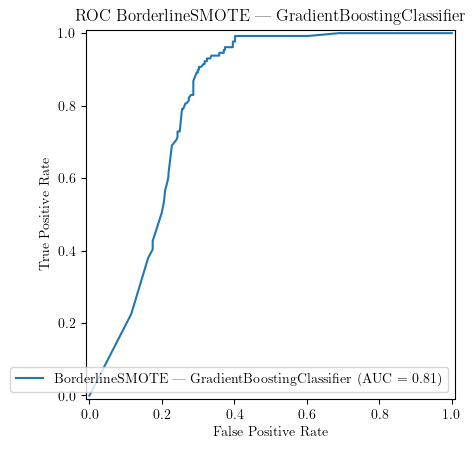 ROC BorderlineSMOTE — GradientBoostingClassifier
1.0
0.8
0.6
0.4
0.2
0.0
True Positive Rate
BorderlineSMOTE — GradientBoostingClassifier (AUC = 0.81)
0.0 0.2 0.4 0.6 0.8 1.0
False Positive Rate